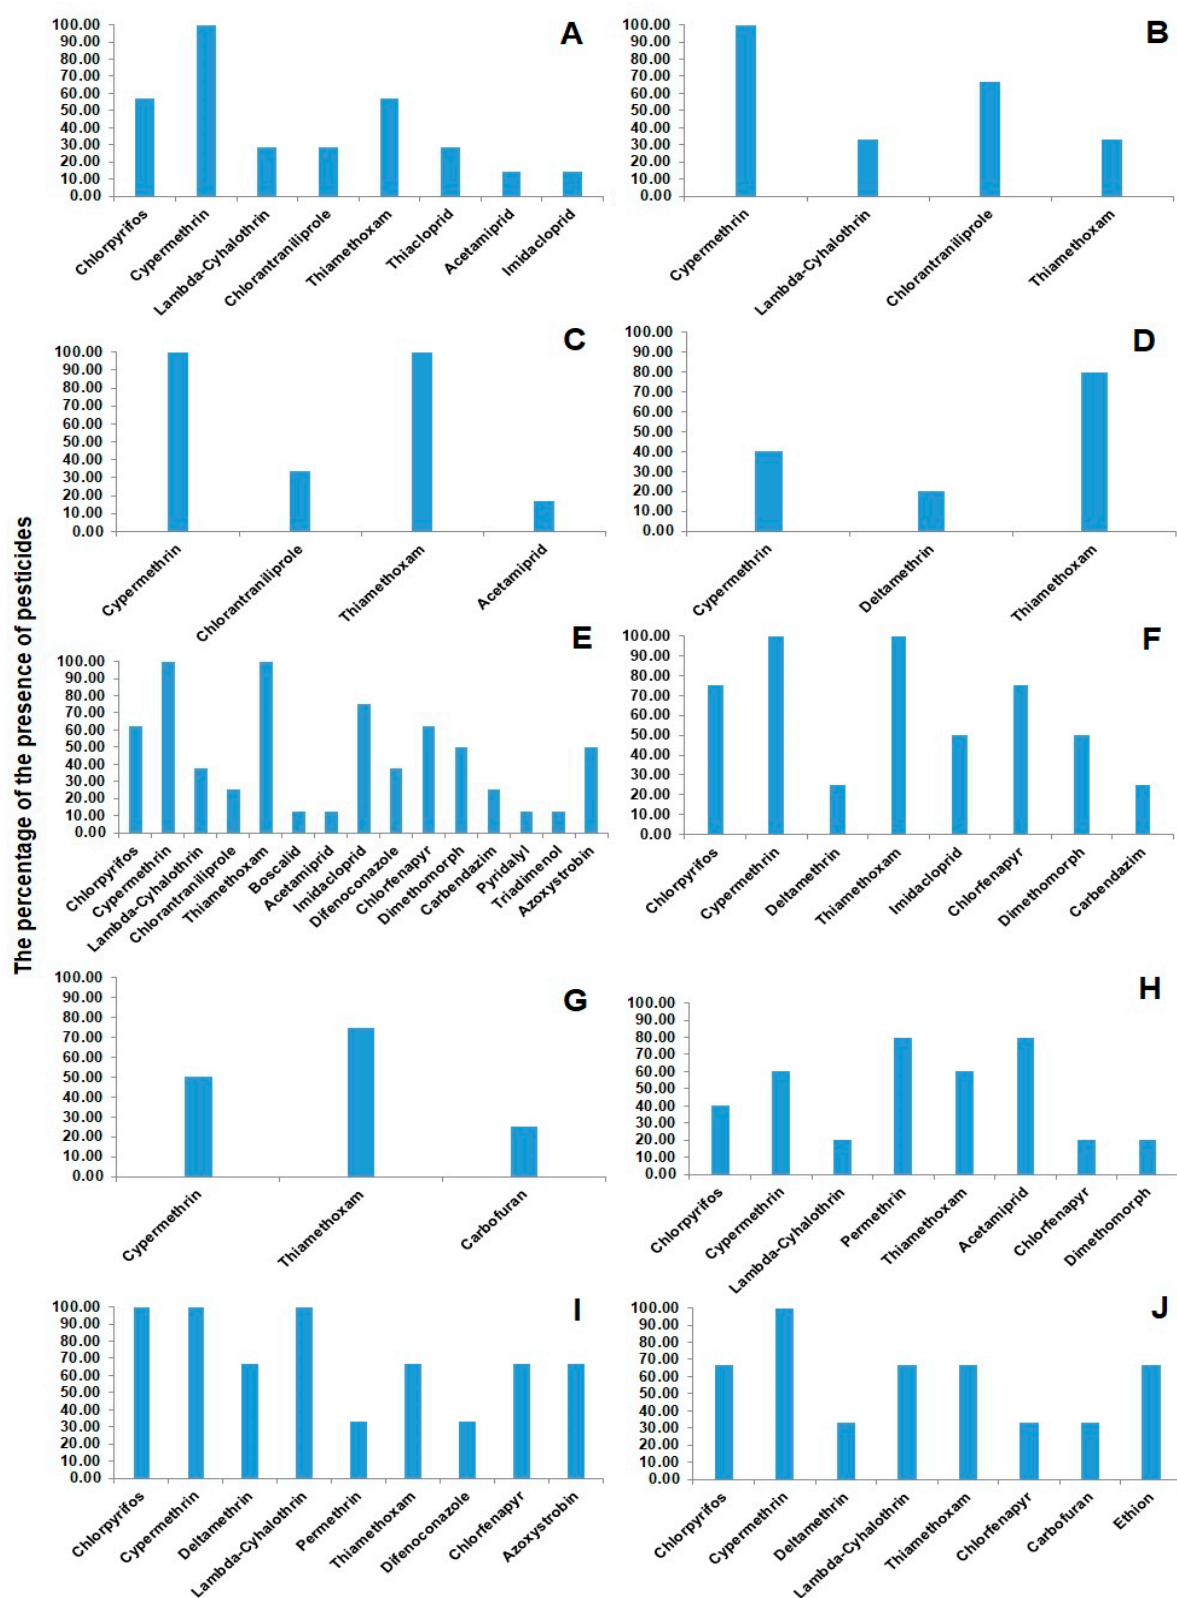 The percentage of the presence of pesticides
A
100.00
90.00
80.00
70.00
60.00
50.00
40.00
30.00
20.00
10.00
0.00
Chlorpyrifos
Cypermethrin
Lambda-Cyhalothrin
Chlorantraniliprole
Thiamethoxam
Thiacloprid
Acetamiprid
Imidacloprid
B
100.00
90.00
80.00
70.00
60.00
50.00
40.00
30.00
20.00
10.00
0.00
Cypermethrin
Lambda-Cyhalothrin
Chlorantraniliprole
Thiamethoxam
C
100.00
90.00
80.00
70.00
60.00
50.00
40.00
30.00
20.00
10.00
0.00
Cypermethrin
Chlorantraniliprole
Thiamethoxam
Acetamiprid
D
100.00
90.00
80.00
70.00
60.00
50.00
40.00
30.00
20.00
10.00
0.00
Cypermethrin
Deltamethrin
Thiamethoxam
E
100.00
90.00
80.00
70.00
60.00
50.00
40.00
30.00
20.00
10.00
0.00
Chlorpyrifos
Cypermethrin
Lambda-Cyhalothrin
Chlorantraniliprole
Thiamethoxam
Boscalid
Acetamiprid
Imidacloprid
Difenoconazole
Chlorfenapyr
Dimethomorph
Carbendazim
Pyridalyl
Triadimenol
Azoxystrobin
F
100.00
90.00
80.00
70.00
60.00
50.00
40.00
30.00
20.00
10.00
0.00
Chlorpyrifos
Cypermethrin
Deltamethrin
Thiamethoxam
Imidacloprid
Chlorfenapyr
Dimethomorph
Carbendazim
G
100.00
90.00
80.00
70.00
60.00
50.00
40.00
30.00
20.00
10.00
0.00
Cypermethrin
Thiamethoxam
Carbofuran
H
100.00
90.00
80.00
70.00
60.00
50.00
40.00
30.00
20.00
10.00
0.00
Chlorpyrifos
Cypermethrin
Lambda-Cyhalothrin
Permethrin
Thiamethoxam
Acetamiprid
Chlorfenapyr
Dimethomorph
I
100.00
90.00
80.00
70.00
60.00
50.00
40.00
30.00
20.00
10.00
0.00
Chlorpyrifos
Cypermethrin
Deltamethrin
Lambda-Cyhalothrin
Permethrin
Thiamethoxam
Difenoconazole
Chlorfenapyr
Azoxystrobin
J
100.00
90.00
80.00
70.00
60.00
50.00
40.00
30.00
20.00
10.00
0.00
Chlorpyrifos
Cypermethrin
Deltamethrin
Lambda-Cyhalothrin
Thiamethoxam
Chlorfenapyr
Carbofuran
Ethion